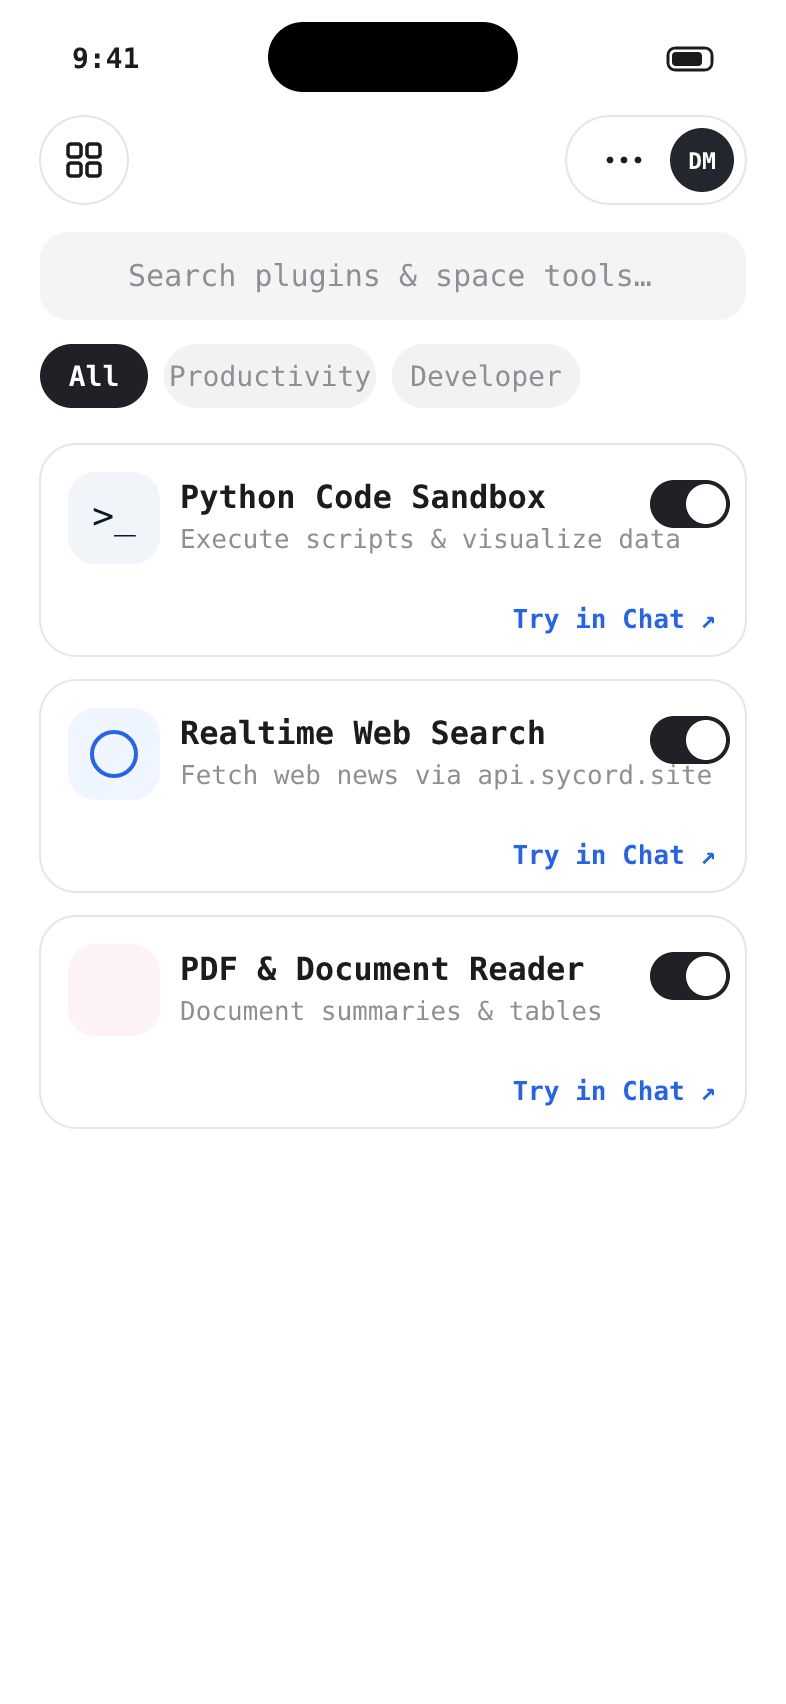 9:41
DM
Search plugins & space tools…
All
Productivity
Developer
>_
Python Code Sandbox
Execute scripts & visualize data
Try in Chat ↗
Realtime Web Search
Fetch web news via api.sycord.site
Try in Chat ↗
PDF & Document Reader
Document summaries & tables
Try in Chat ↗